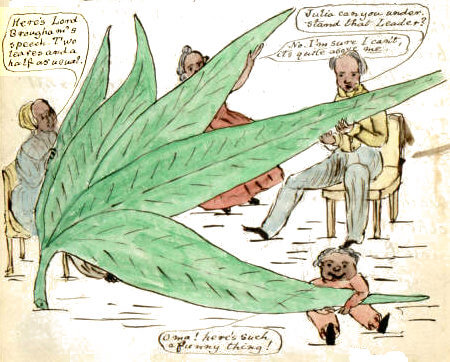 Here's Lord
Brougham's
speech. Two
leaves and a
half as usual.
Julia can you under.
stand that Leader?
No. I'm sure I can't,
it's quite above me.
O ma! here's such
a funny thing!